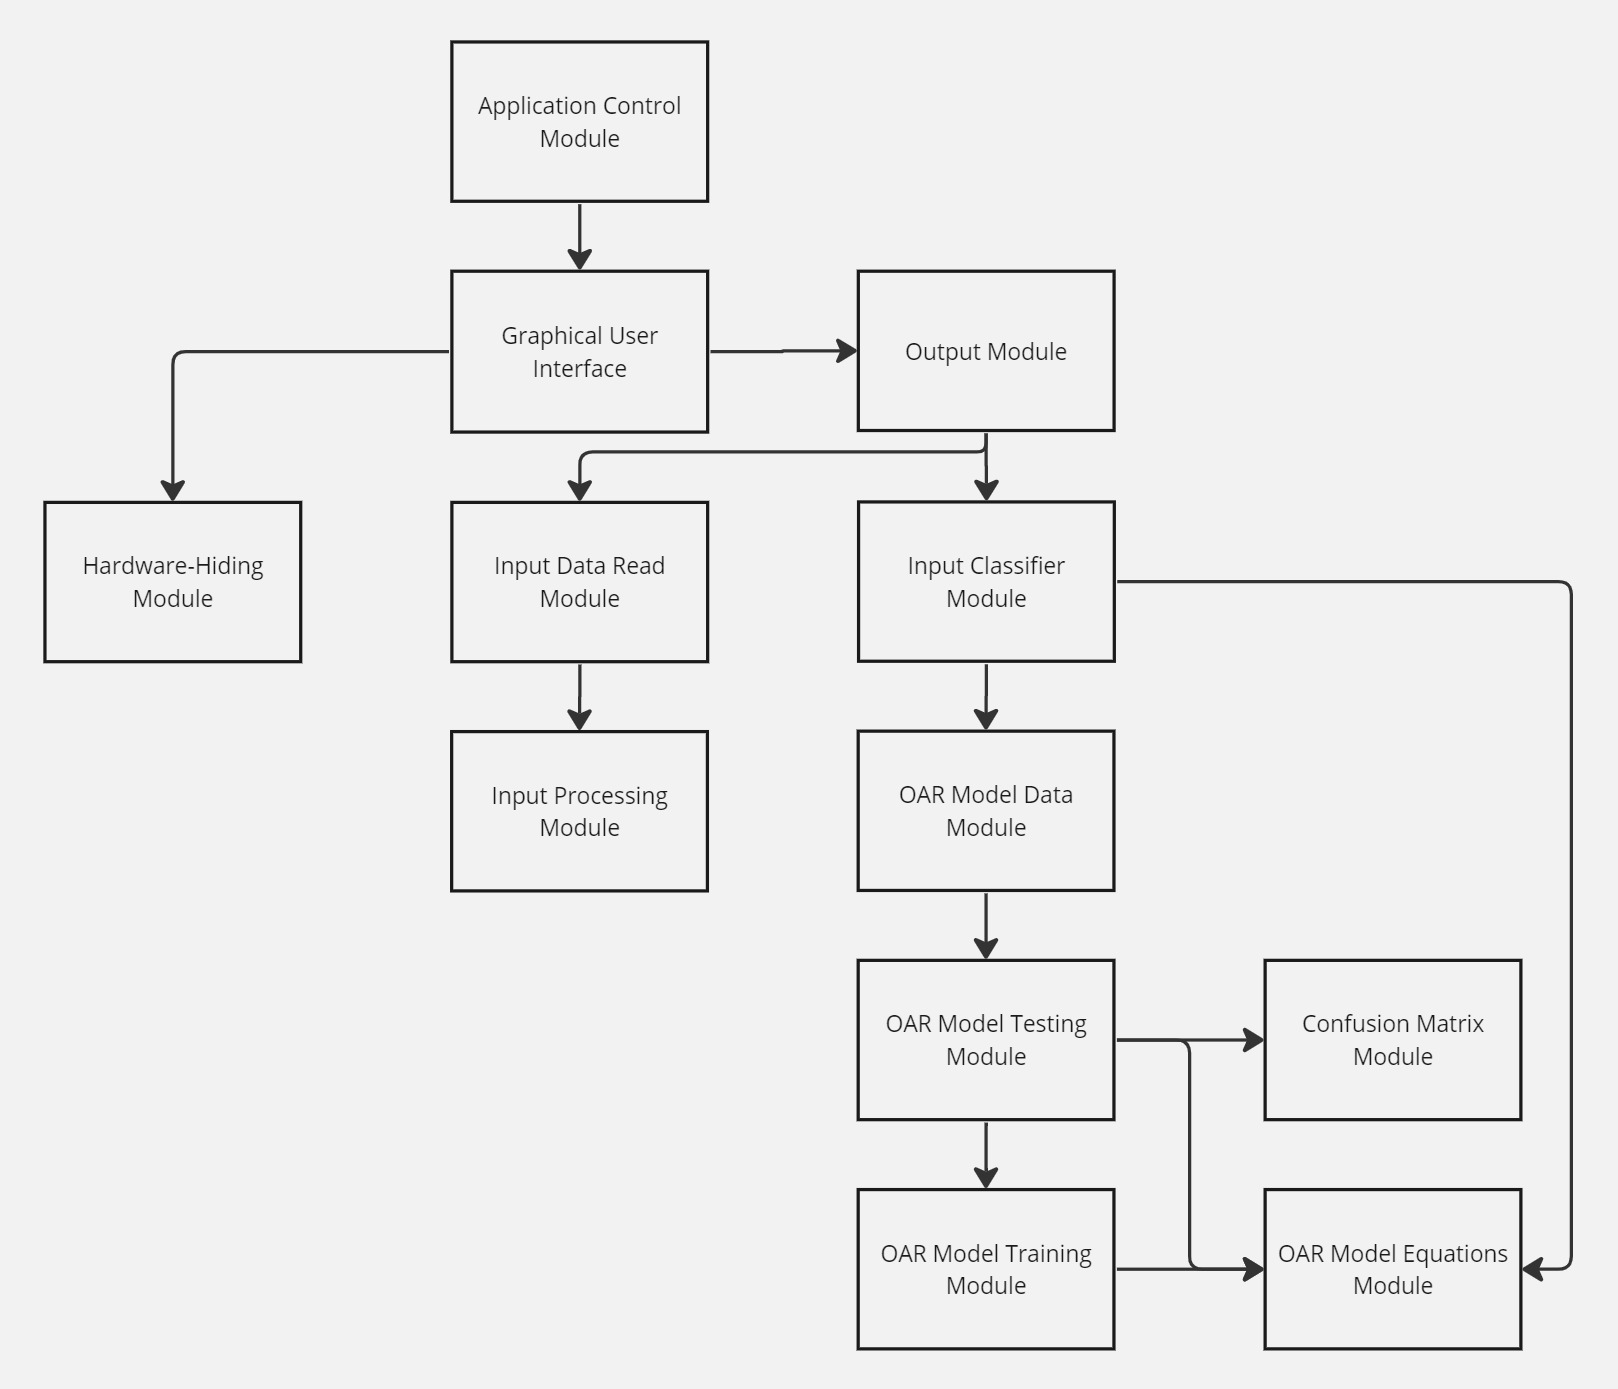 Application Control
Module
Graphical User
Interface
Output Module
Hardware-Hiding
Module
Input Data Read
Module
Input Classifier
Module
Input Processing
Module
OAR Model Data
Module
OAR Model Testing
Module
Confusion Matrix
Module
OAR Model Training
Module
OAR Model Equations
Module